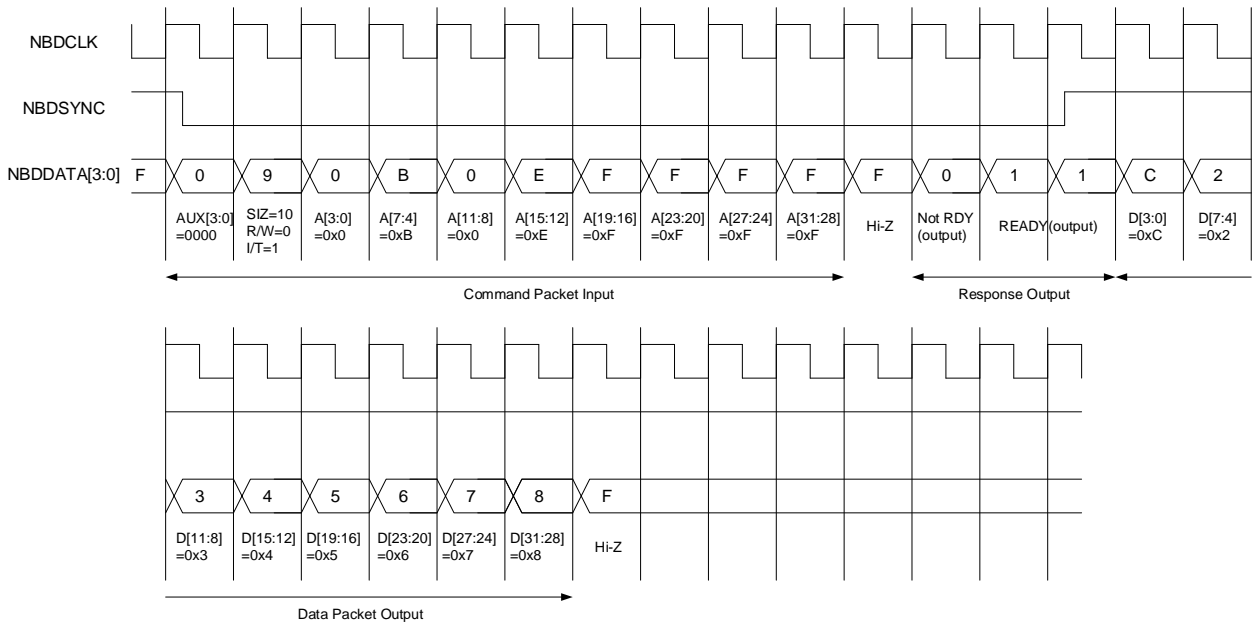 NBDCLK
NBDSYNC
NBDDATA[3:0] F 0 9 0 B 0 E F F F F F 0 1 1 C 2
AUX[3:0] SIZ=10 A[3:0] A[7:4] A[11:8] A[15:12] A[19:16] A[23:20] A[27:24] A[31:28] Hi-Z Not RDY READY(output) D[3:0] D[7:4]
=0000 R/W=0 =0x0 =0xB =0x0 =0xE =0xF =0xF =0xF =0xF (output) =0xC =0x2
I/T=1
Command Packet Input Response Output
3 4 5 6 7 8 F
D[11:8] D[15:12] D[19:16] D[23:20] D[27:24] D[31:28] Hi-Z
=0x3 =0x4 =0x5 =0x6 =0x7 =0x8
Data Packet Output